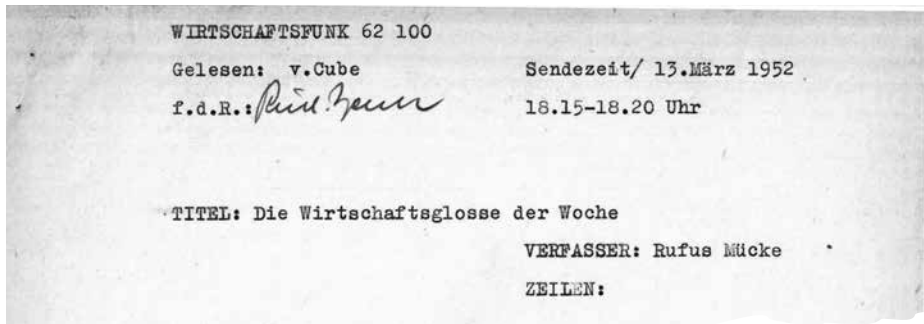 WIRTSCHAFTSFUNK 62 100
Gelesen: v.Cube Sendezeit/ 13.März 1952
f.d.R.: 18.15-18.20 Uhr
TITEL: Die Wirtschaftsglosse der Woche
VERFASSER: Rufus Mücke
ZEILEN: